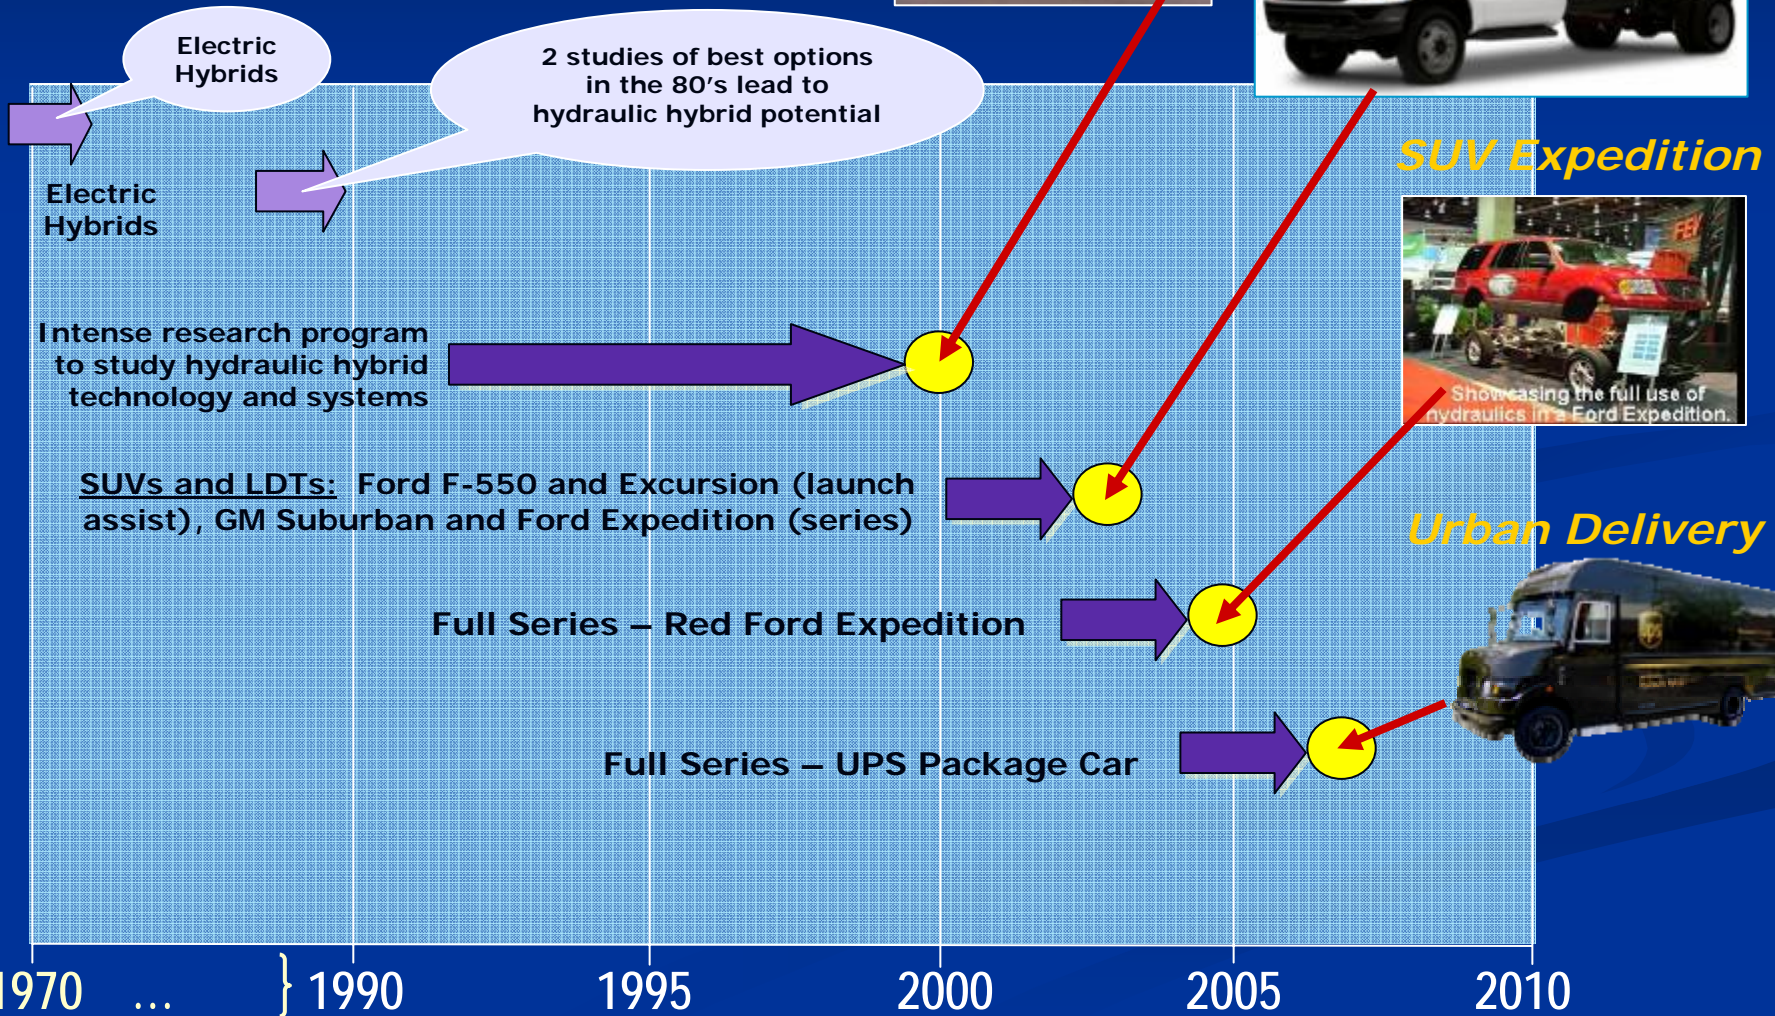 Electric
Hybrids
2 studies of best options
in the 80's lead to
hydraulic hybrid potential
SUV Expedition
Electric
Hybrids
FEV
Intense research program
to study hydraulic hybrid
technology and systems
Showcasing the full use of
hydraulics in a Ford Expedition.
SUVs and LDTs: Ford F-550 and Excursion (launch
assist), GM Suburban and Ford Expedition (series)
Urban Delivery
Full Series – Red Ford Expedition
Full Series – UPS Package Car
1970 ... } 1990 1995 2000 2005 2010